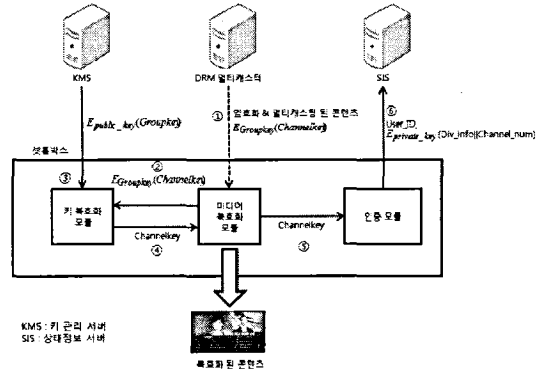 KMS
DRM 멀티캐스터
SIS
①
암호화 & 멀티캐스팅 된 콘텐츠
E_Groupkey(Channelkey)
E_public_key(Groupkey)
⑥
User_ID,
E_private_key(Div_info||Channel_num)
셋톱박스
②
E_Groupkey(Channelkey)
③
키 복호화
모듈
미디어
복호화
모듈
인증 모듈
Channelkey
④
Channelkey
⑤
KMS : 키 관리 서버
SIS : 상태정보 서버
복호화 된 콘텐츠